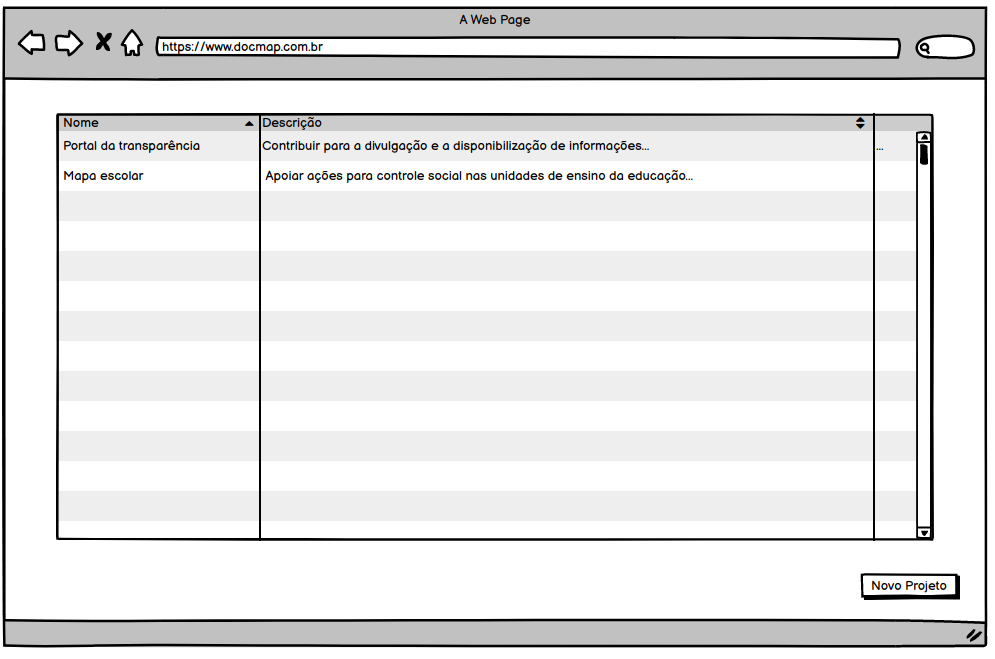 A Web Page
https://www.docmap.com.br
Nome Descrição
Portal da transparência Contribuir para a divulgação e a disponibilização de informações... ...
Mapa escolar Apoiar ações para controle social nas unidades de ensino da educação...
Novo Projeto